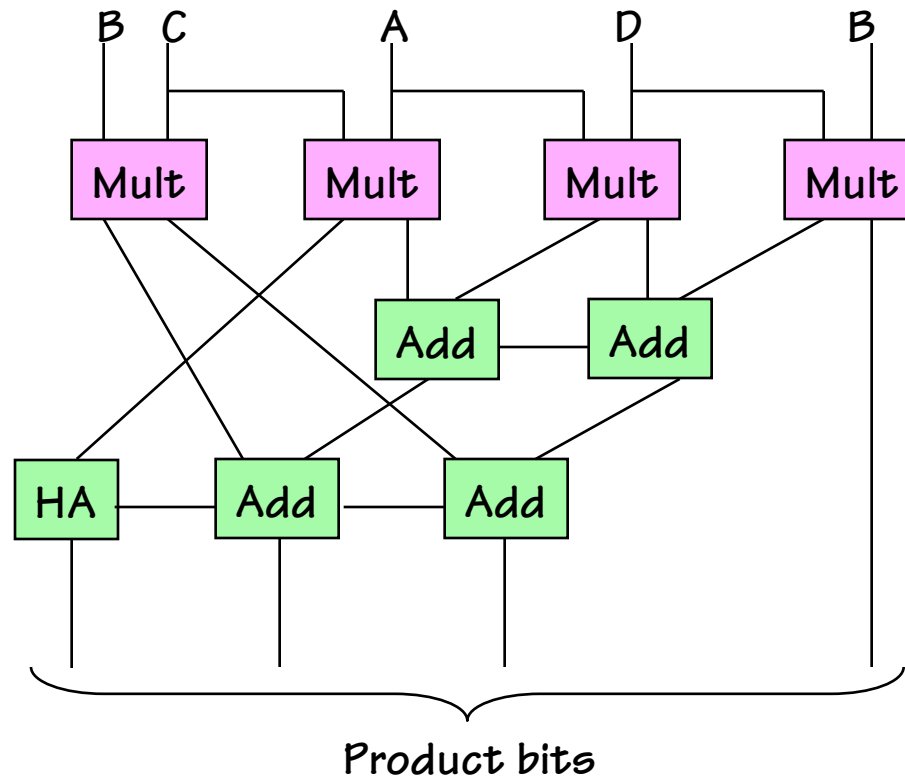 B C A D B
Mult Mult Mult Mult
Add Add
HA Add Add
Product bits